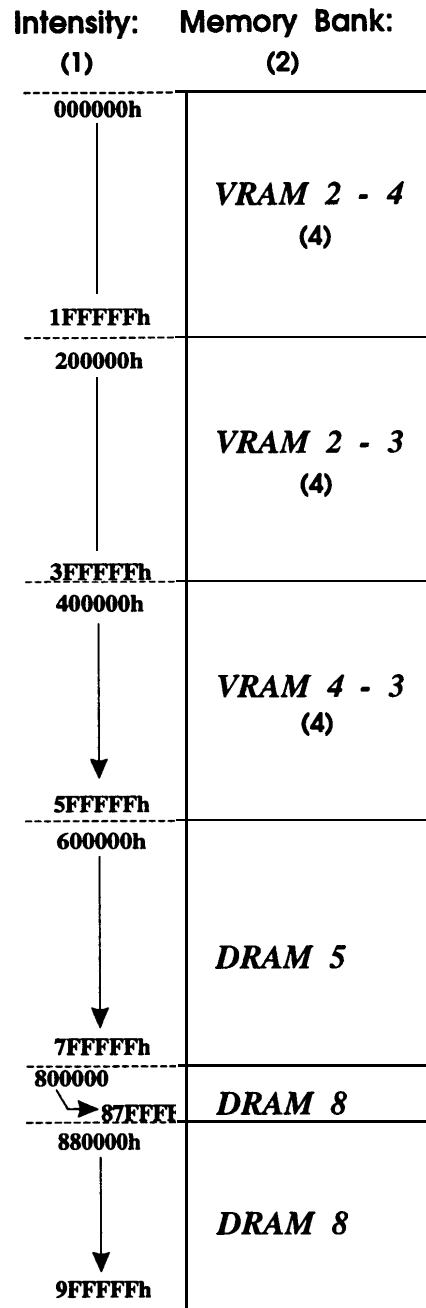 Intensity: Memory Bank:
(1) (2)
000000h
VRAM 2 - 4
(4)
1FFFFFh
200000h
VRAM 2 - 3
(4)
3FFFFFh
400000h
VRAM 4 - 3
(4)
5FFFFFh
600000h
DRAM 5
7FFFFFh
800000
87FFFF DRAM 8
880000h
DRAM 8
9FFFFFh